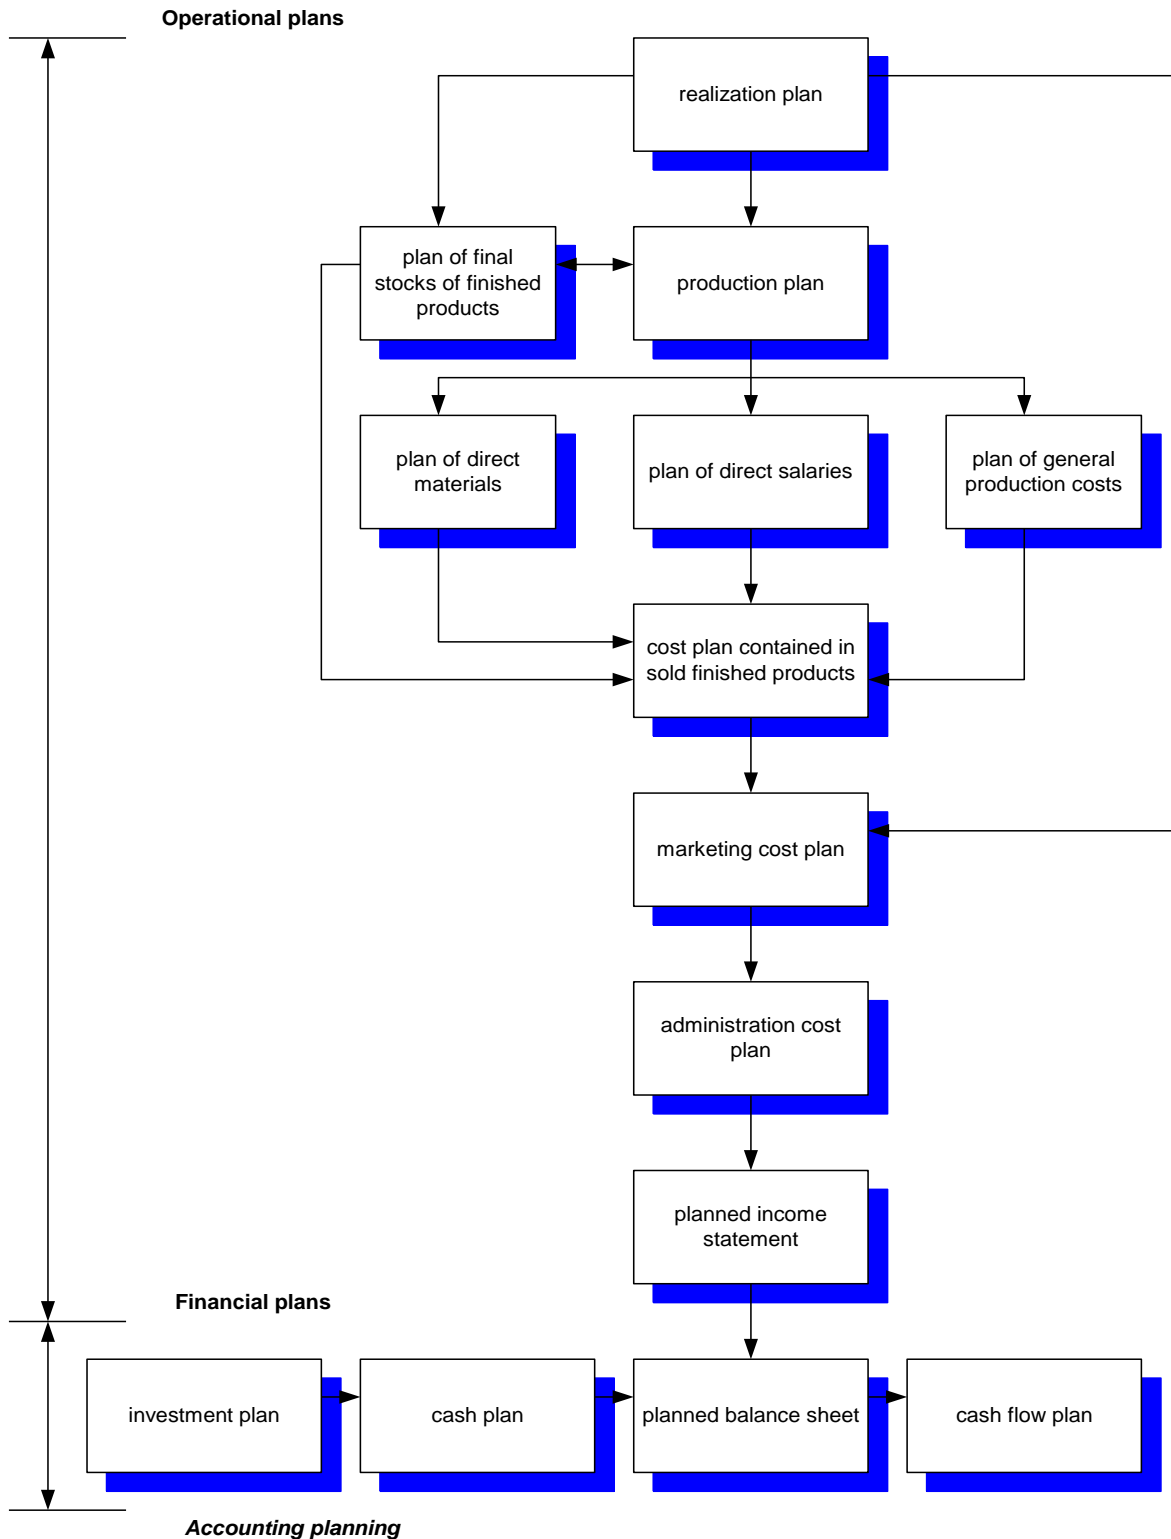 Operational plans
realization plan
plan of final
stocks of finished
products
production plan
plan of direct
materials
plan of direct salaries
plan of general
production costs
cost plan contained in
sold finished products
marketing cost plan
administration cost
plan
planned income
statement
Financial plans
investment plan
cash plan
planned balance sheet
cash flow plan
Accounting planning